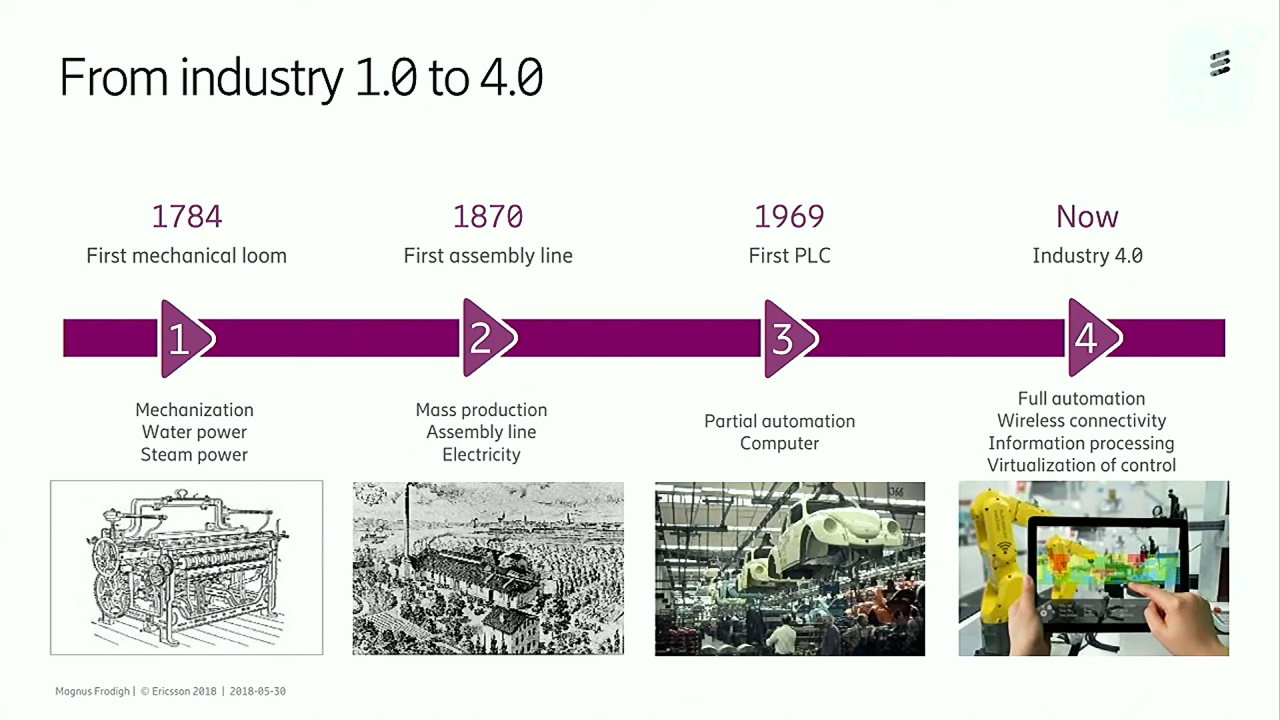 From industry 1.0 to 4.0
1784
First mechanical loom
1870
First assembly line
1969
First PLC
Now
Industry 4.0
1
2
3
4
Mechanization
Water power
Steam power
Mass production
Assembly line
Electricity
Partial automation
Computer
Full automation
Wireless connectivity
Information processing
Virtualization of control
366
Magnus Frodigh | © Ericsson 2018 | 2018-05-30